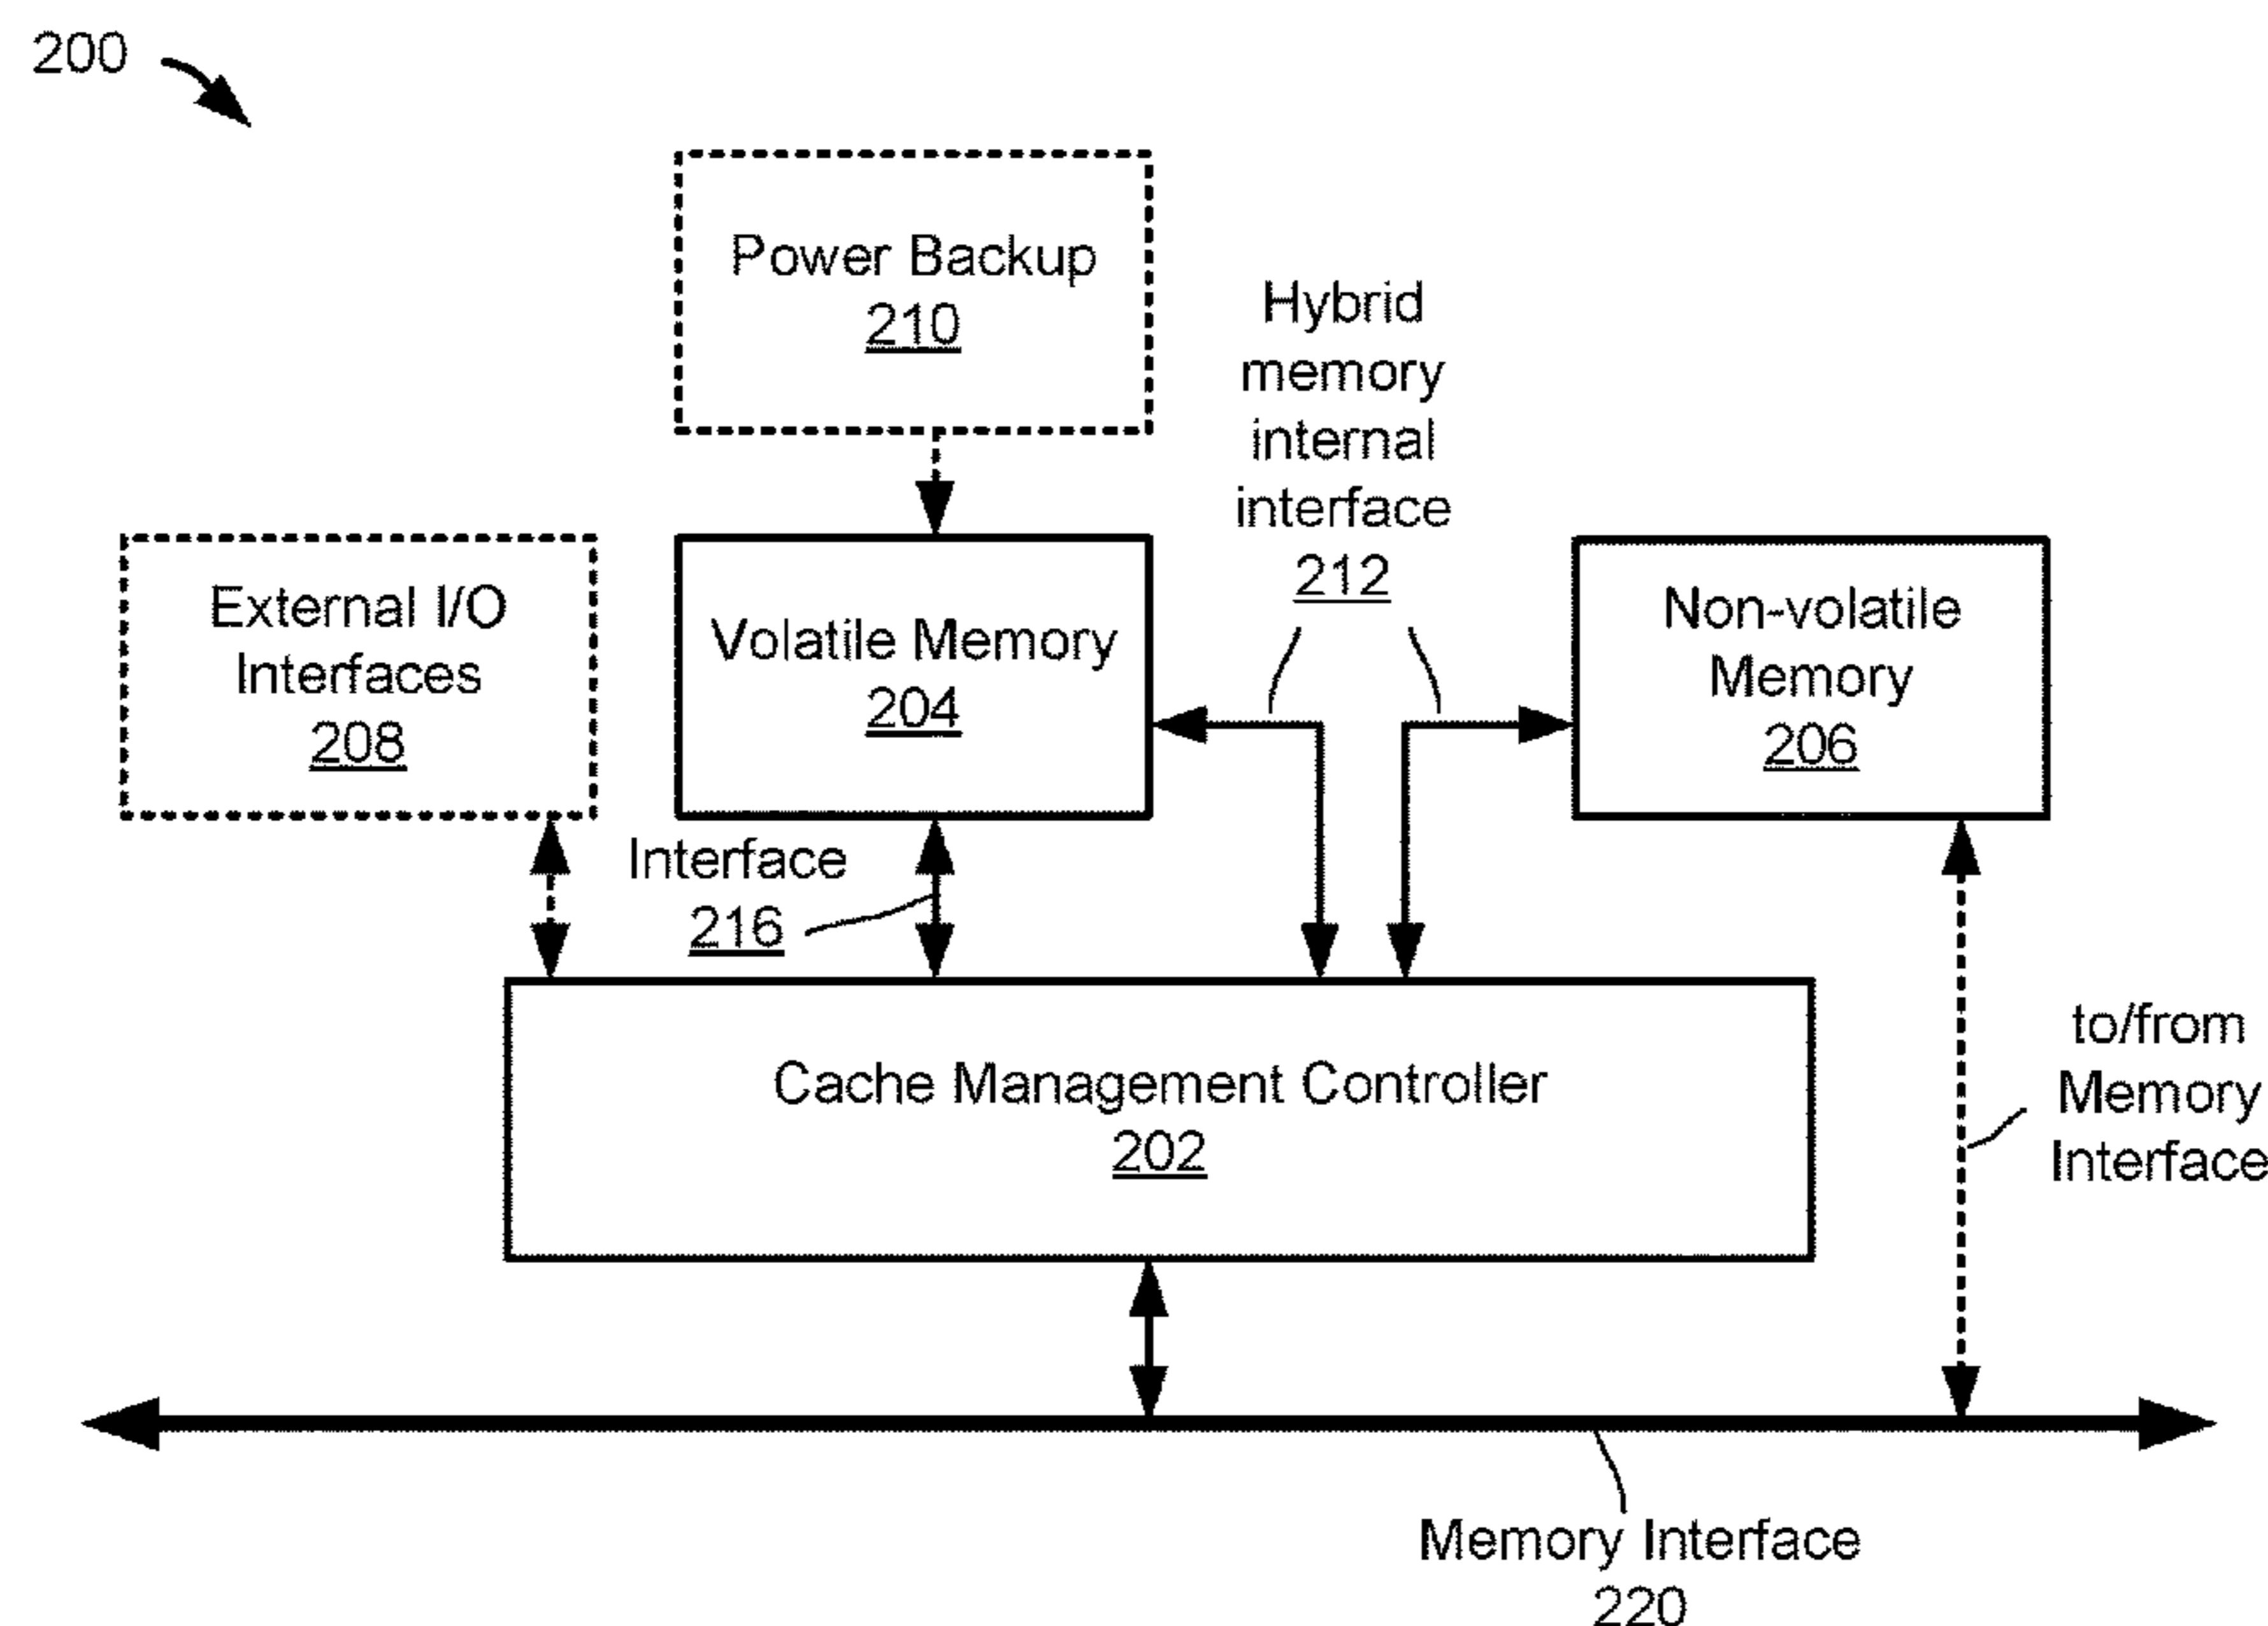 200
Power Backup
210
Hybrid
memory
internal
interface
212
External I/O
Interfaces
208
Volatile Memory
204
Non-volatile
Memory
206
Interface
216
Cache Management Controller
202
to/from
Memory
Interface
Memory Interface
220